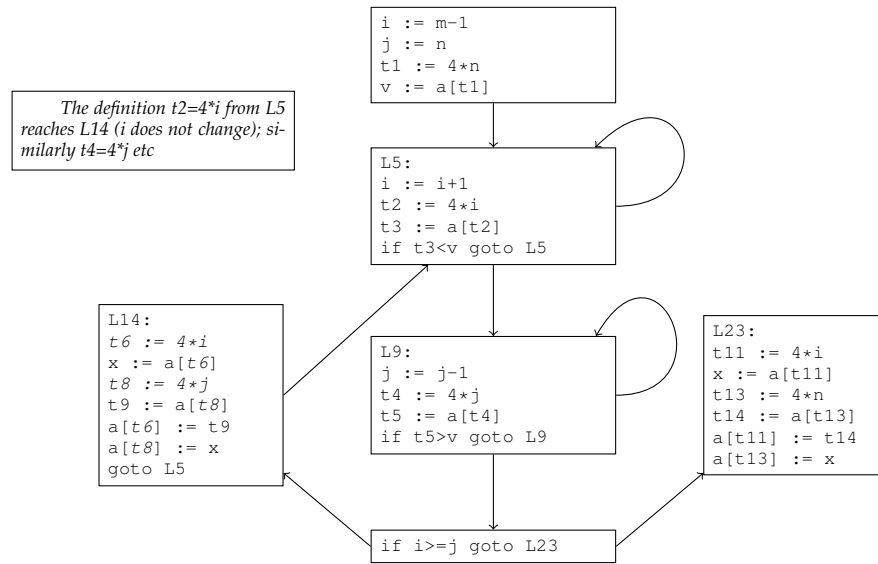 i := m-1
j := n
t1 := 4*n
v := a[t1]
The definition t2=4*i from L5
reaches L14 (i does not change); si-
milarly t4=4*j etc
L5:
i := i+1
t2 := 4*i
t3 := a[t2]
if t3<v goto L5
L14:
t6 := 4*i
x := a[t6]
t8 := 4*j
t9 := a[t8]
a[t6] := t9
a[t8] := x
goto L5
L9:
j := j-1
t4 := 4*j
t5 := a[t4]
if t5>v goto L9
L23:
t11 := 4*i
x := a[t11]
t13 := 4*n
t14 := a[t13]
a[t11] := t14
a[t13] := x
if i>=j goto L23